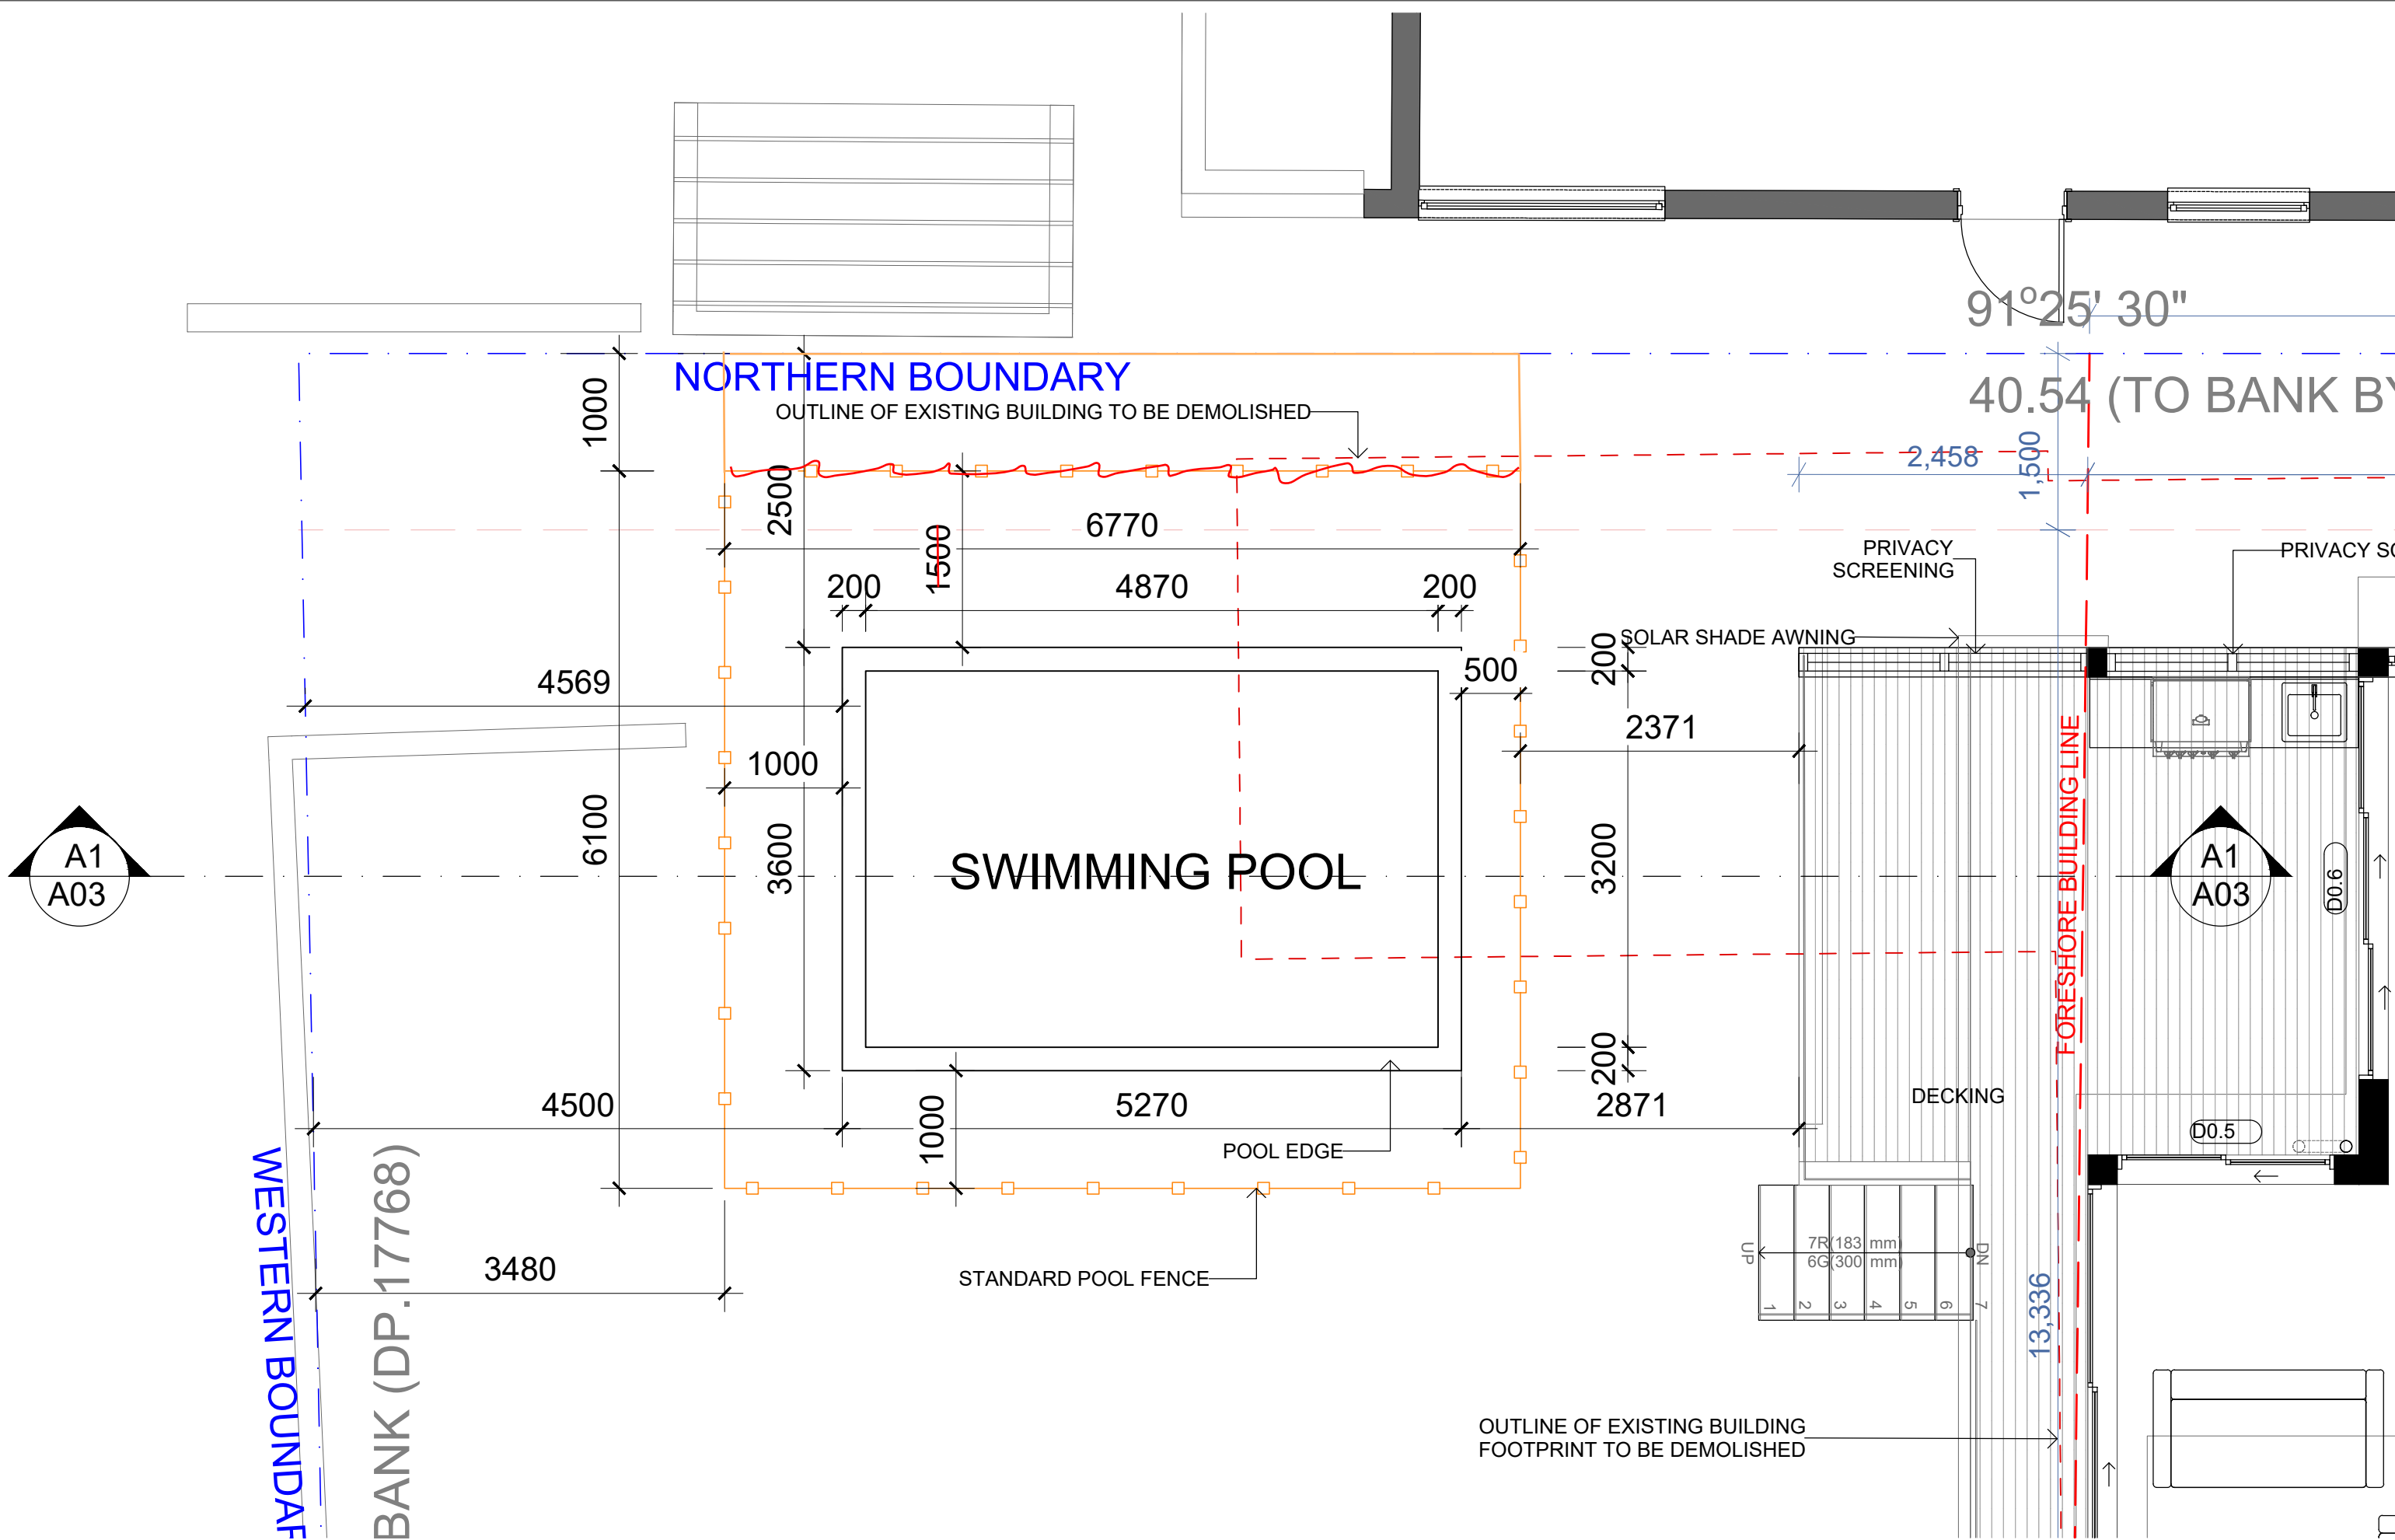 91°25' 30"
NORTHERN BOUNDARY
40.54 (TO BANK BY
OUTLINE OF EXISTING BUILDING TO BE DEMOLISHED
1000
2,458
1,500
2500
6770
1500
PRIVACY
SCREENING
PRIVACY SC
200
4870
200
SOLAR SHADE AWNING
200
500
4569
2371
1000
6100
3600
SWIMMING POOL
3200
FORESHORE BUILDING LINE
A1
A03
A1
A03
D0.6
200
4500
5270
2871
DECKING
1000
POOL EDGE
D0.5
WESTERN BOUNDAR
BANK (DP.17768)
3480
STANDARD POOL FENCE
UP
7R(183 mm)
6G(300 mm)
DN
1 2 3 4 5 6 7
13,336
OUTLINE OF EXISTING BUILDING
FOOTPRINT TO BE DEMOLISHED